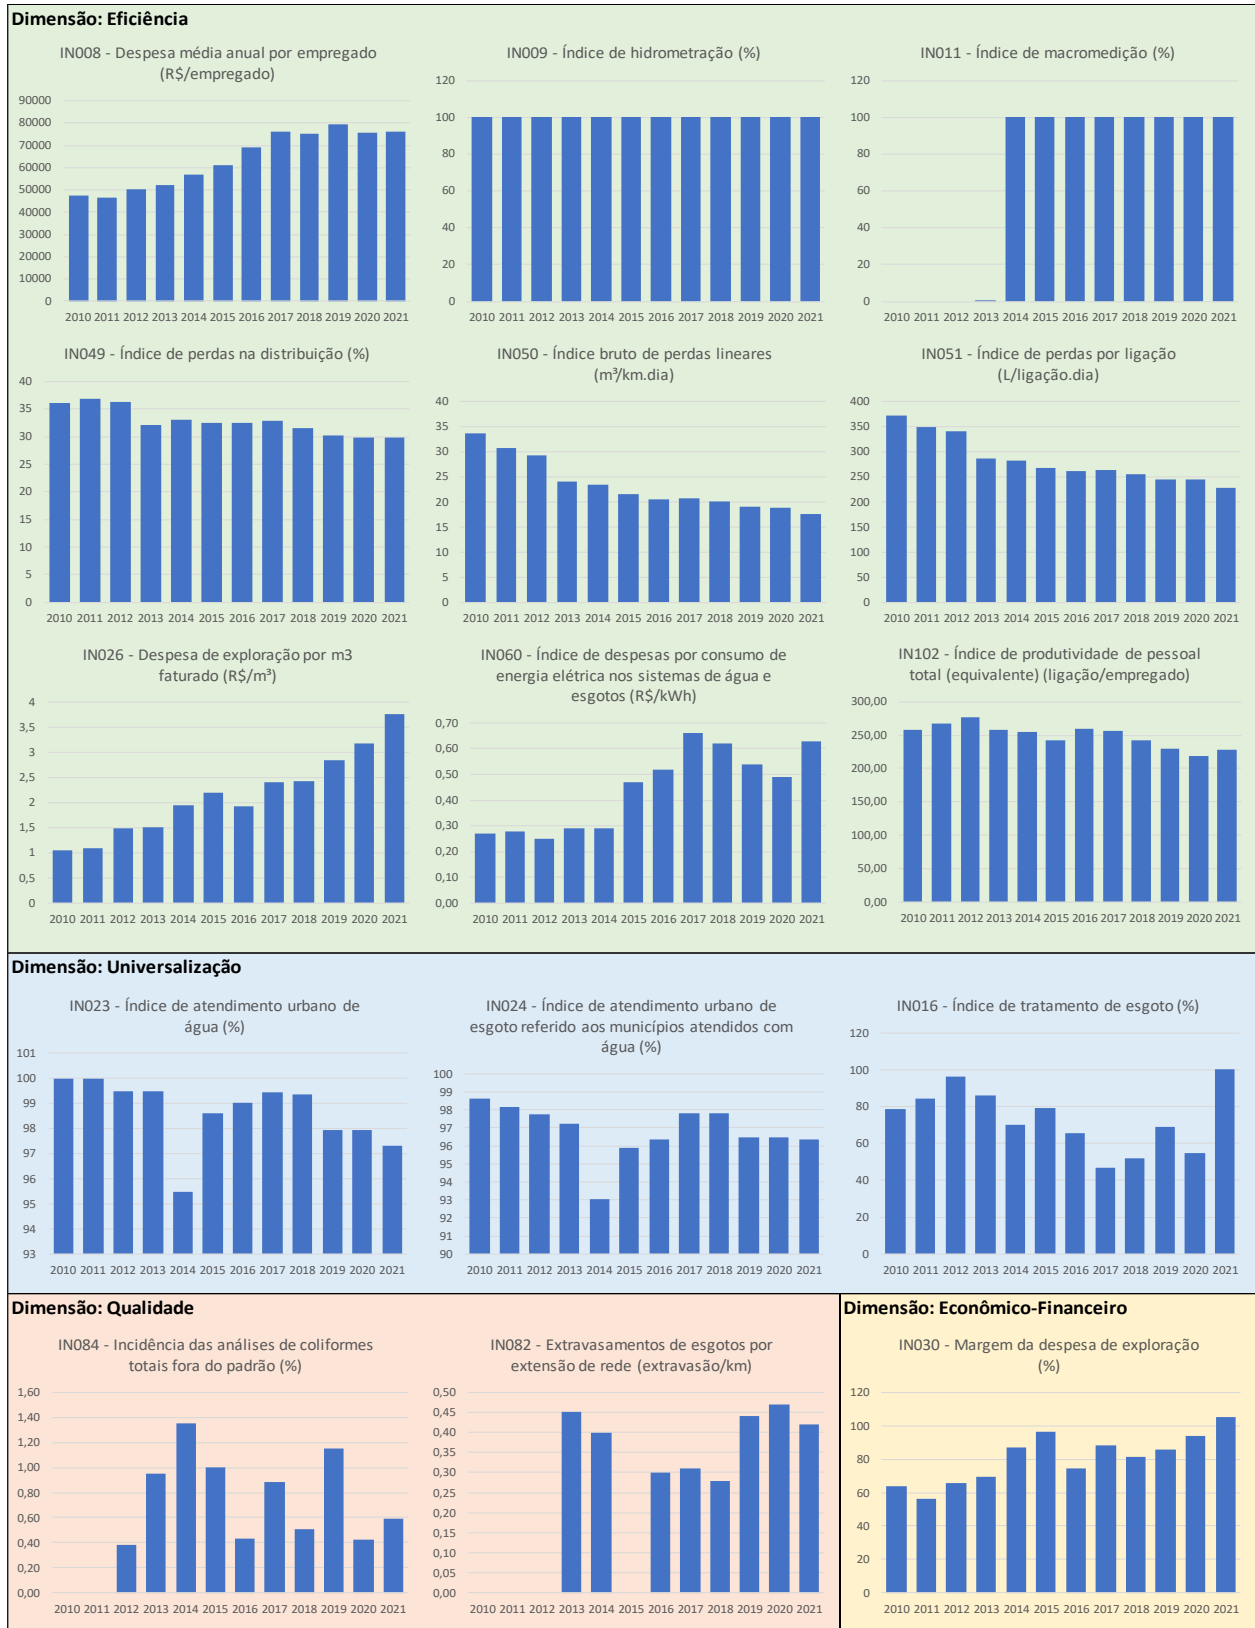 Dimensão: Eficiência
IN008 - Despesa média anual por empregado
(R$/empregado)
90000
80000
70000
60000
50000
40000
30000
20000
10000
0
2010 2011 2012 2013 2014 2015 2016 2017 2018 2019 2020 2021
IN009 - Índice de hidrometração (%)
120
100
80
60
40
20
0
2010 2011 2012 2013 2014 2015 2016 2017 2018 2019 2020 2021
IN011 - Índice de macromedição (%)
120
100
80
60
40
20
0
2010 2011 2012 2013 2014 2015 2016 2017 2018 2019 2020 2021
IN049 - Índice de perdas na distribuição (%)
40
35
30
25
20
15
10
5
0
2010 2011 2012 2013 2014 2015 2016 2017 2018 2019 2020 2021
IN050 - Índice bruto de perdas lineares
(m³/km.dia)
40
35
30
25
20
15
10
5
0
2010 2011 2012 2013 2014 2015 2016 2017 2018 2019 2020 2021
IN051 - Índice de perdas por ligação
(L/ligação.dia)
400
350
300
250
200
150
100
50
0
2010 2011 2012 2013 2014 2015 2016 2017 2018 2019 2020 2021
IN026 - Despesa de exploração por m3
faturado (R$/m³)
4
3,5
3
2,5
2
1,5
1
0,5
0
2010 2011 2012 2013 2014 2015 2016 2017 2018 2019 2020 2021
IN060 - Índice de despesas por consumo de
energia elétrica nos sistemas de água e
esgotos (R$/kWh)
0,70
0,60
0,50
0,40
0,30
0,20
0,10
0,00
2010 2011 2012 2013 2014 2015 2016 2017 2018 2019 2020 2021
IN102 - Índice de produtividade de pessoal
total (equivalente) (ligação/empregado)
300,00
250,00
200,00
150,00
100,00
50,00
0,00
2010 2011 2012 2013 2014 2015 2016 2017 2018 2019 2020 2021
Dimensão: Universalização
IN023 - Índice de atendimento urbano de
água (%)
101
100
99
98
97
96
95
94
93
2010 2011 2012 2013 2014 2015 2016 2017 2018 2019 2020 2021
IN024 - Índice de atendimento urbano de
esgoto referido aos municípios atendidos com
água (%)
100
99
98
97
96
95
94
93
92
91
90
2010 2011 2012 2013 2014 2015 2016 2017 2018 2019 2020 2021
IN016 - Índice de tratamento de esgoto (%)
120
100
80
60
40
20
0
2010 2011 2012 2013 2014 2015 2016 2017 2018 2019 2020 2021
Dimensão: Qualidade
IN084 - Incidência das análises de coliformes
totais fora do padrão (%)
1,60
1,40
1,20
1,00
0,80
0,60
0,40
0,20
0,00
2010 2011 2012 2013 2014 2015 2016 2017 2018 2019 2020 2021
IN082 - Extravasamentos de esgotos por
extensão de rede (extravasão/km)
0,50
0,45
0,40
0,35
0,30
0,25
0,20
0,15
0,10
0,05
0,00
2010 2011 2012 2013 2014 2015 2016 2017 2018 2019 2020 2021
Dimensão: Econômico-Financeiro
IN030 - Margem da despesa de exploração
(%)
120
100
80
60
40
20
0
2010 2011 2012 2013 2014 2015 2016 2017 2018 2019 2020 2021